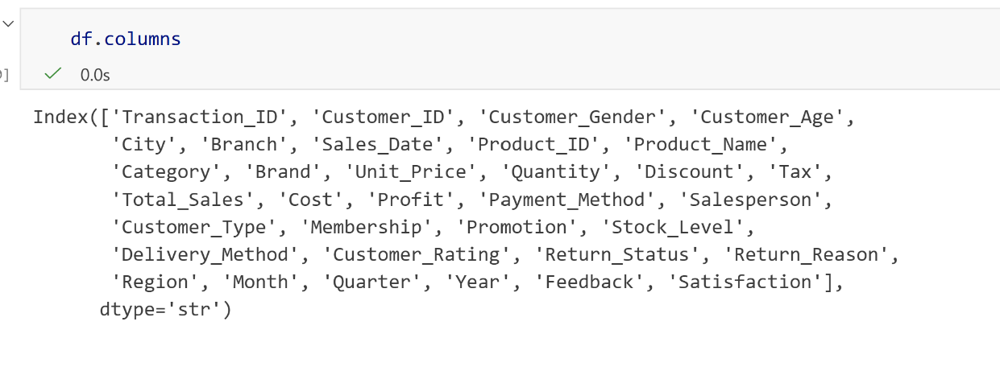 df.columns
]
0.0s
Index(['Transaction_ID', 'Customer_ID', 'Customer_Gender', 'Customer_Age',
'City', 'Branch', 'Sales_Date', 'Product_ID', 'Product_Name',
'Category', 'Brand', 'Unit_Price', 'Quantity', 'Discount', 'Tax',
'Total_Sales', 'Cost', 'Profit', 'Payment_Method', 'Salesperson',
'Customer_Type', 'Membership', 'Promotion', 'Stock_Level',
'Delivery_Method', 'Customer_Rating', 'Return_Status', 'Return_Reason',
'Region', 'Month', 'Quarter', 'Year', 'Feedback', 'Satisfaction'],
dtype='str')